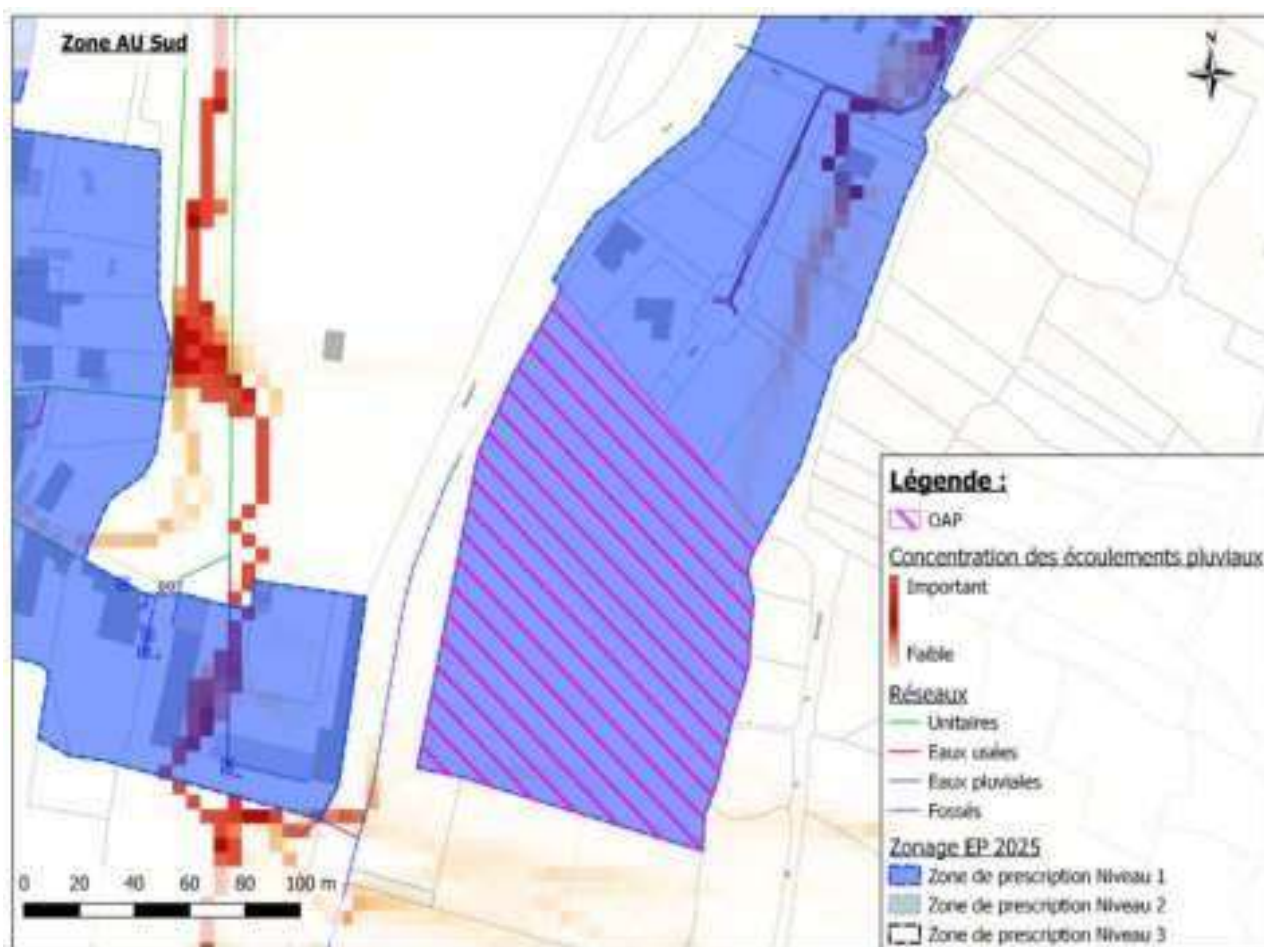 Zone AU Sud
N
Légende :
OAP
Concentration des écoulements pluviaux
Important
Faible
Réseaux
Unitaires
Eaux usées
Eaux pluviales
Fossés
Zonage EP 2025
Zone de prescription Niveau 1
Zone de prescription Niveau 2
Zone de prescription Niveau 3
0 20 40 60 80 100 m